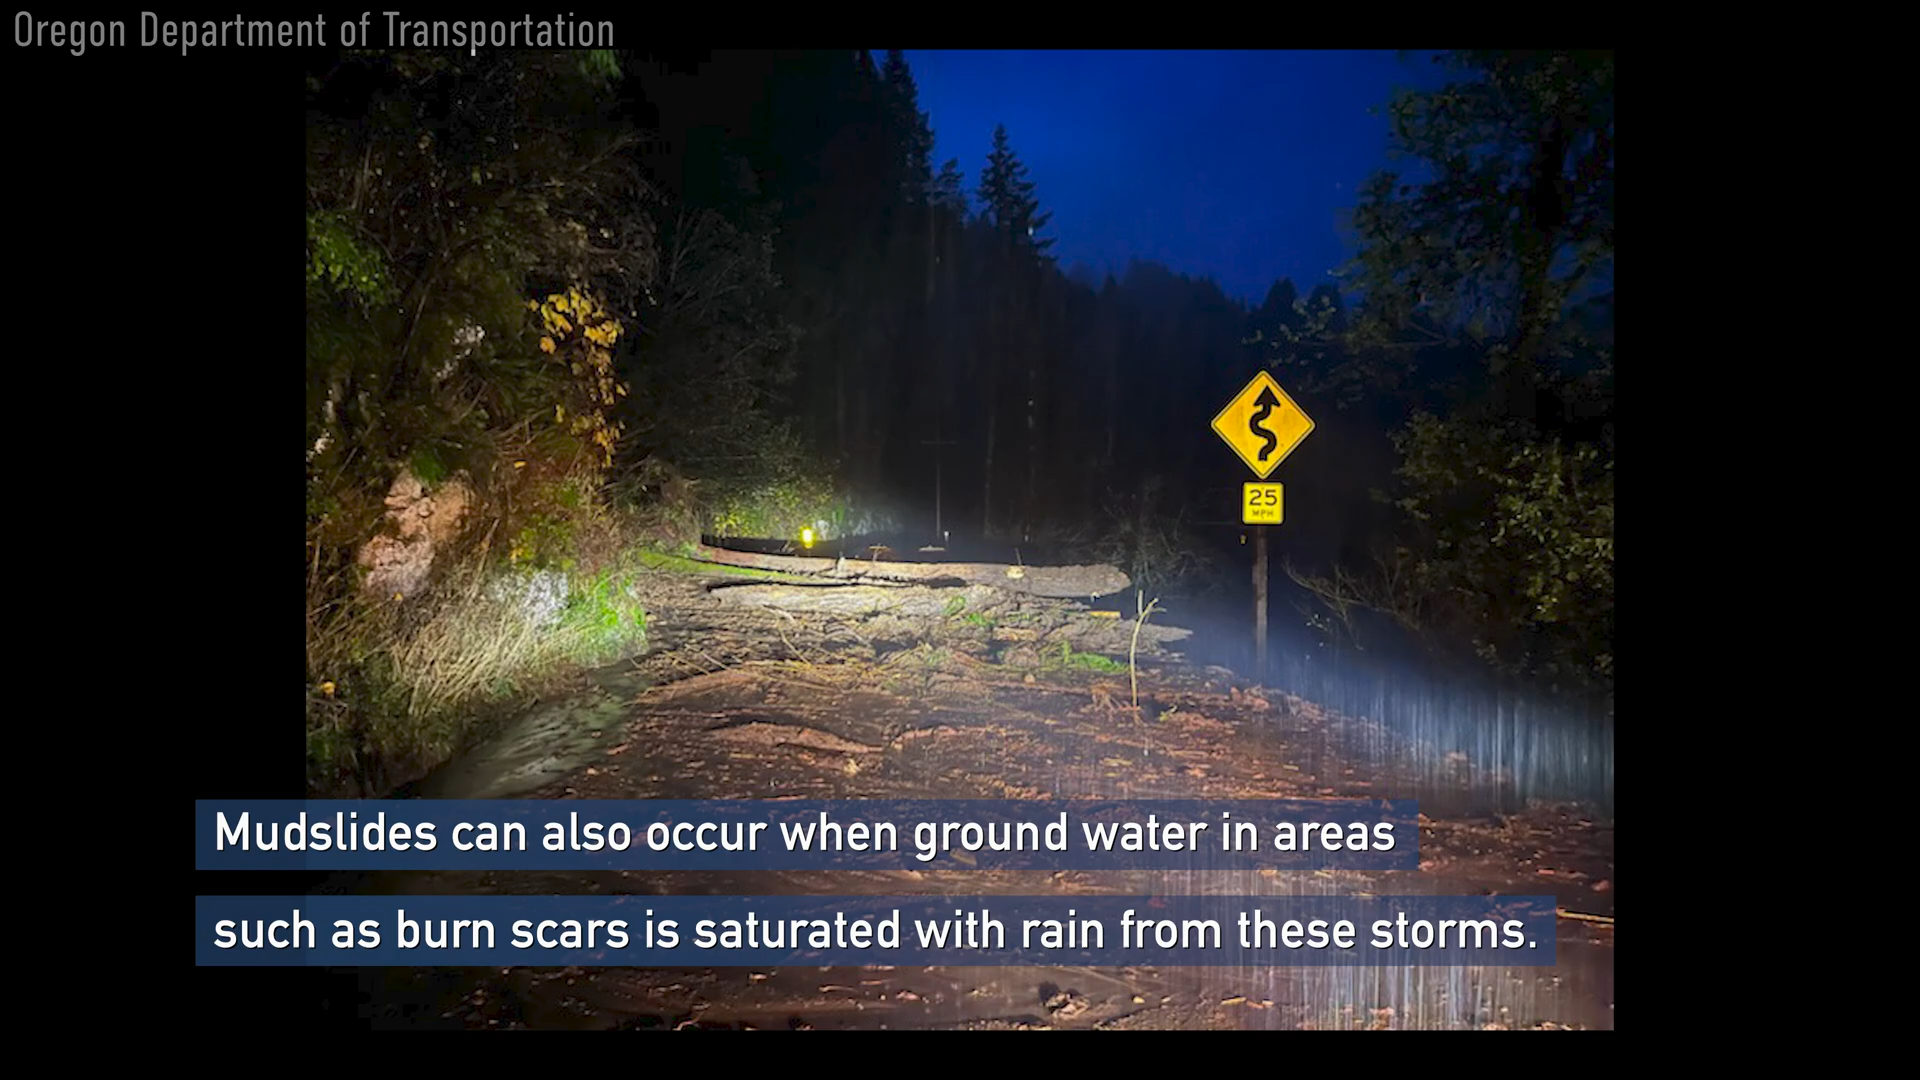 Oregon Department of Transportation
25
MPH
Mudslides can also occur when ground water in areas
such as burn scars is saturated with rain from these storms.